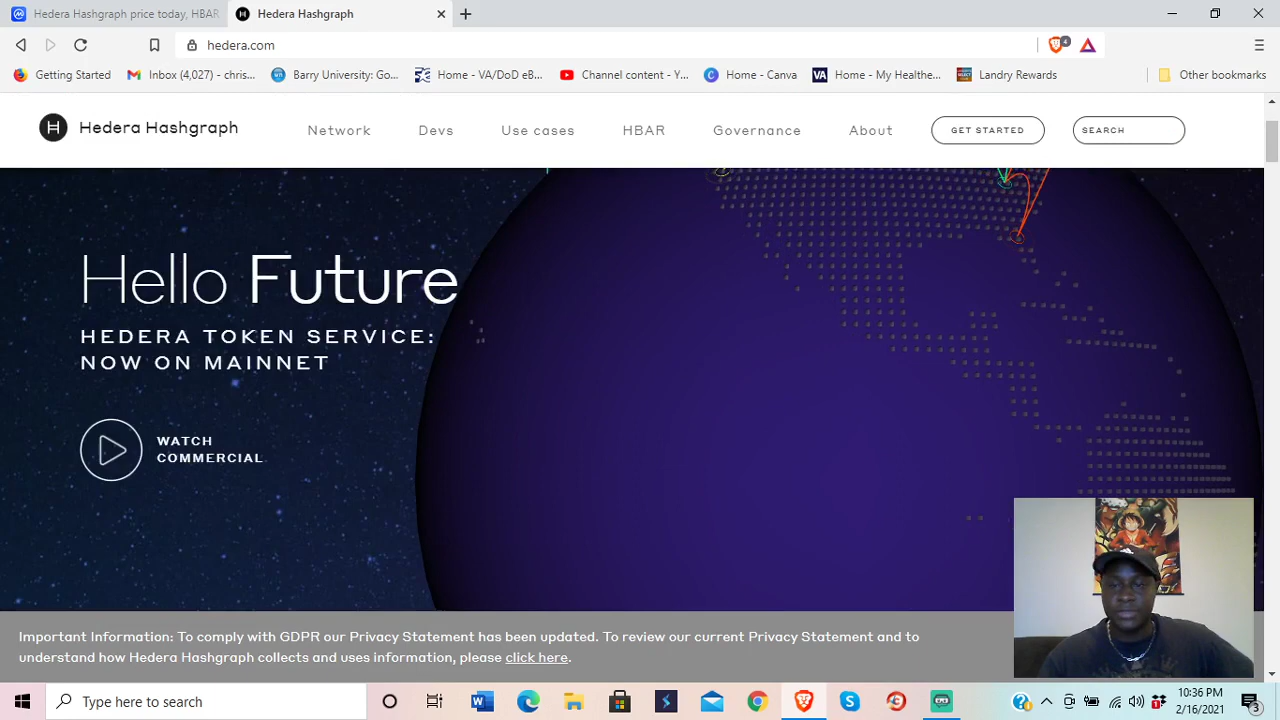 Hedera Hashgraph price today, HBAR
Hedera Hashgraph
hedera.com
4
Getting Started
Inbox (4,027) - chris...
Barry University: Go...
Home - VA/DoD eB...
Channel content - Y...
Home - Canva
Home - My Healthe...
Landry Rewards
Other bookmarks
Hedera Hashgraph
Network
Devs
Use cases
HBAR
Governance
About
GET STARTED
SEARCH
Hello Future
HEDERA TOKEN SERVICE:
NOW ON MAINNET
WATCH
COMMERCIAL
Important Information: To comply with GDPR our Privacy Statement has been updated. To review our current Privacy Statement and to
understand how Hedera Hashgraph collects and uses information, please click here.
Type here to search
10:36 PM
2/16/2021
3